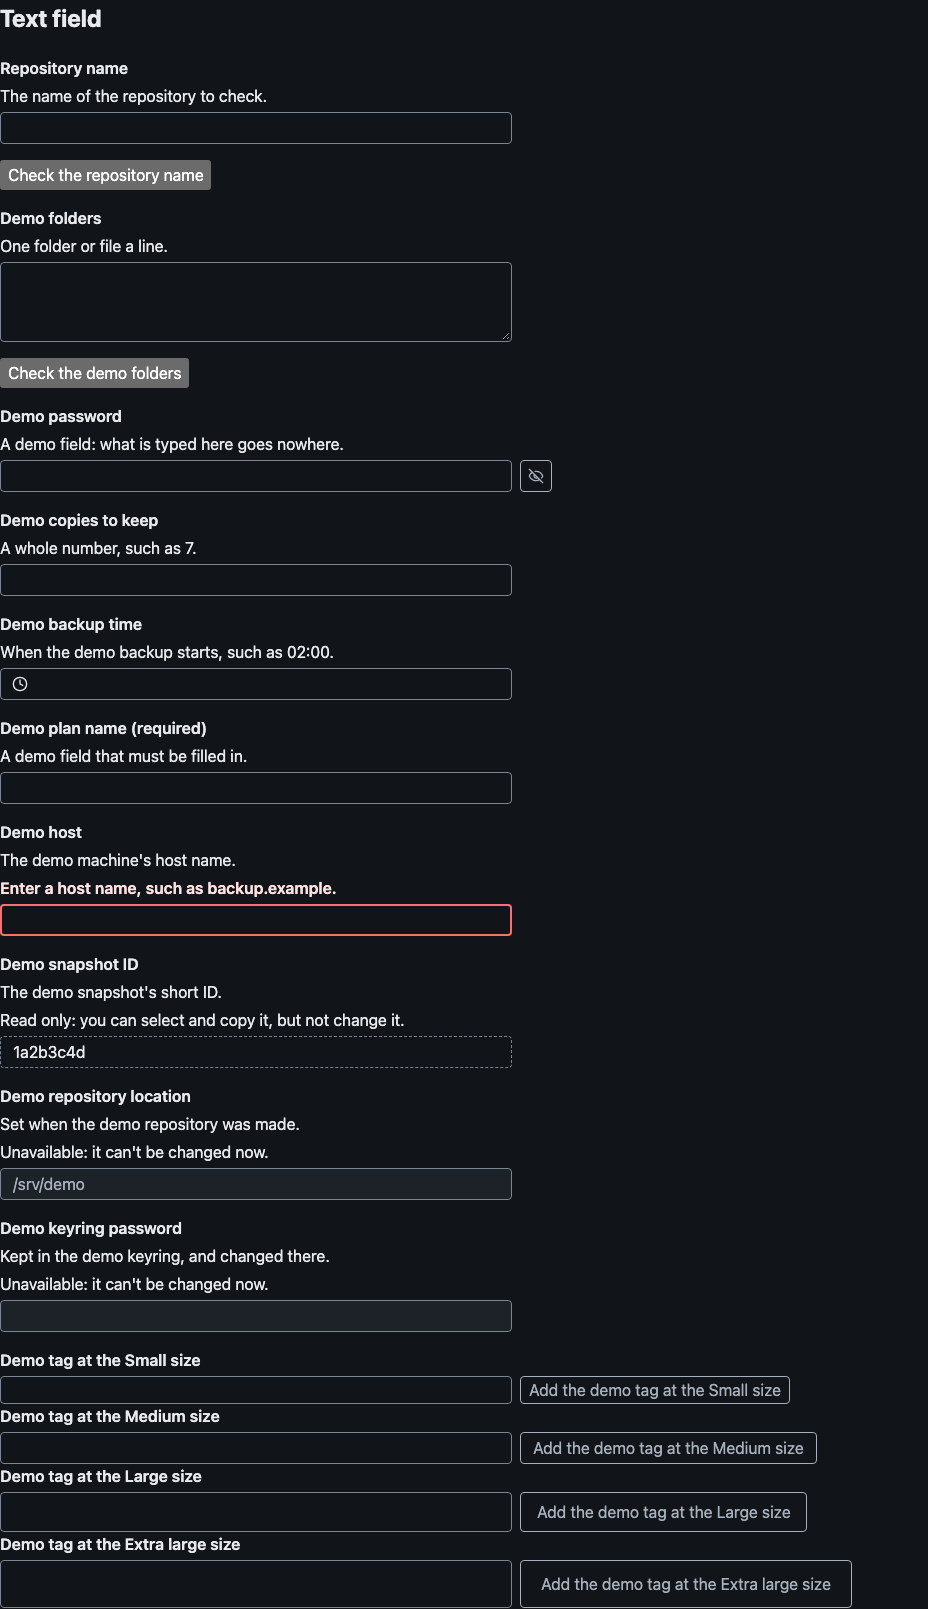 Text field
Repository name
The name of the repository to check.
Check the repository name
Demo folders
One folder or file a line.
Check the demo folders
Demo password
A demo field: what is typed here goes nowhere.
Demo copies to keep
A whole number, such as 7.
Demo backup time
When the demo backup starts, such as 02:00.
Demo plan name (required)
A demo field that must be filled in.
Demo host
The demo machine's host name.
Enter a host name, such as backup.example.
Demo snapshot ID
The demo snapshot's short ID.
Read only: you can select and copy it, but not change it.
1a2b3c4d
Demo repository location
Set when the demo repository was made.
Unavailable: it can't be changed now.
/srv/demo
Demo keyring password
Kept in the demo keyring, and changed there.
Unavailable: it can't be changed now.
Demo tag at the Small size
Add the demo tag at the Small size
Demo tag at the Medium size
Add the demo tag at the Medium size
Demo tag at the Large size
Add the demo tag at the Large size
Demo tag at the Extra large size
Add the demo tag at the Extra large size